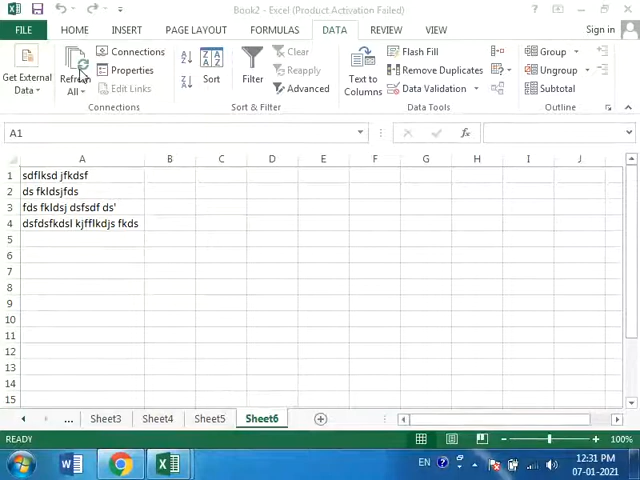 Book2 - Excel (Product Activation Failed)
FILE HOME INSERT PAGE LAYOUT FORMULAS DATA REVIEW VIEW Sign in
Get External Data
Refresh All
Connections
Properties
Edit Links
Connections
Sort
Filter
Clear
Reapply
Advanced
Sort & Filter
Text to Columns
Flash Fill
Remove Duplicates
Data Validation
Data Tools
Group
Ungroup
Subtotal
Outline
A1
A B C D E F G H I J
1 sdflksd jfkdsf
2 ds fkldsjfds
3 fds fkldsj dsfsdf ds'
4 dsfdsfkdsl kjfflkdjs fkds
5
6
7
8
9
10
11
12
13
14
15
... Sheet3 Sheet4 Sheet5 Sheet6
READY 100%
EN 12:31 PM
07-01-2021